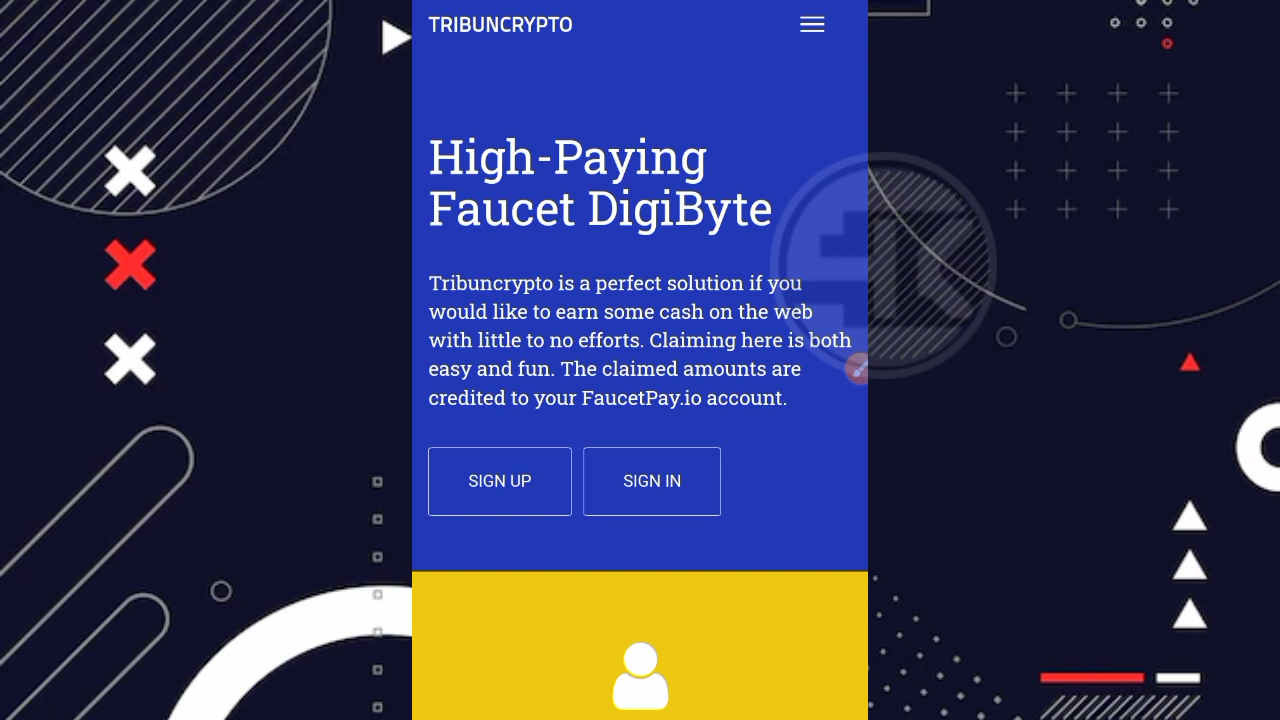 TRIBUNCRYPTO
High-Paying
Faucet DigiByte
Tribuncrypto is a perfect solution if you
would like to earn some cash on the web
with little to no efforts. Claiming here is both
easy and fun. The claimed amounts are
credited to your FaucetPay.io account.
SIGN UP SIGN IN